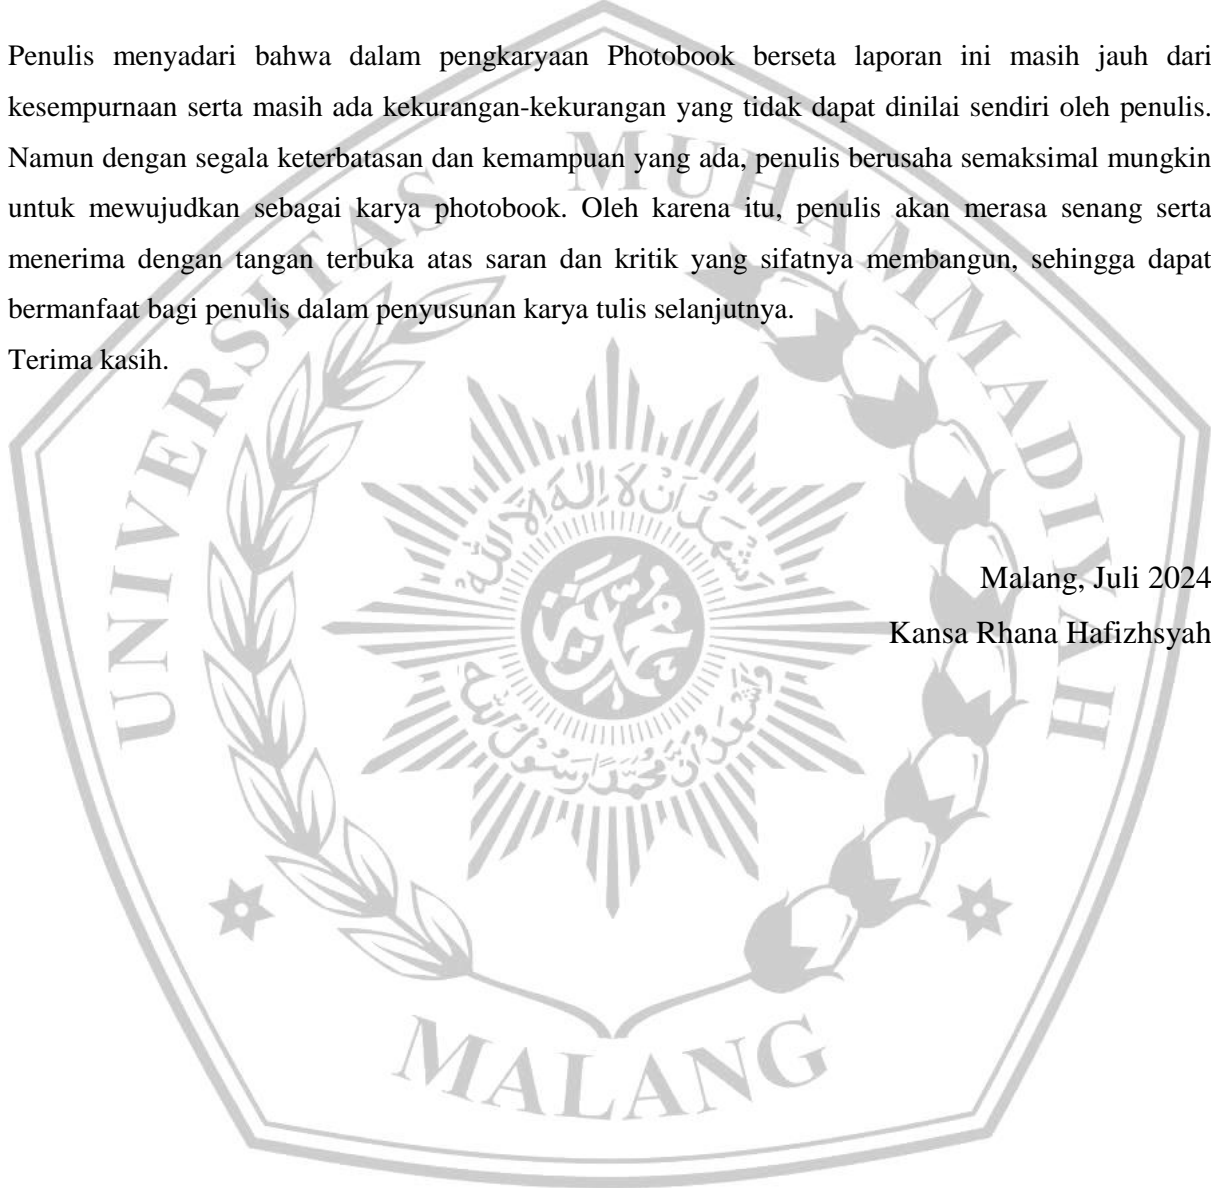 Penulis menyadari bahwa dalam pengkaryaan Photobook berseta laporan ini masih jauh dari
kesempurnaan serta masih ada kekurangan-kekurangan yang tidak dapat dinilai sendiri oleh penulis.
Namun dengan segala keterbatasan dan kemampuan yang ada, penulis berusaha semaksimal mungkin
untuk mewujudkan sebagai karya photobook. Oleh karena itu, penulis akan merasa senang serta
menerima dengan tangan terbuka atas saran dan kritik yang sifatnya membangun, sehingga dapat
bermanfaat bagi penulis dalam penyusunan karya tulis selanjutnya.
Terima kasih.
UNIVERSITAS MUHAMMADIYAH
Malang, Juli 2024
Kansa Rhana Hafizhsyah
MALANG